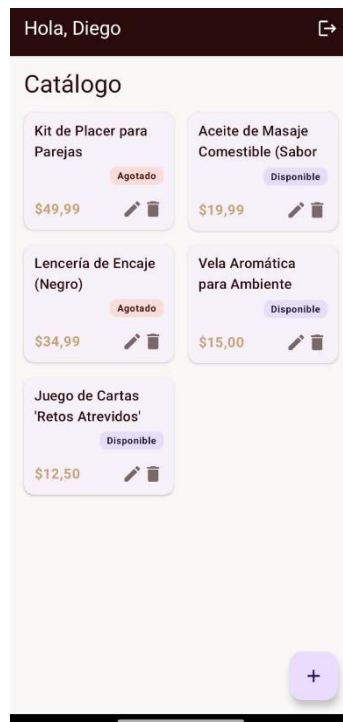 Hola, Diego
Catálogo
Kit de Placer para
Parejas
Agotado
$49,99
Aceite de Masaje
Comestible (Sabor
Disponible
$19,99
Lencería de Encaje
(Negro)
Agotado
$34,99
Vela Aromática
para Ambiente
Disponible
$15,00
Juego de Cartas
'Retos Atrevidos'
Disponible
$12,50
+